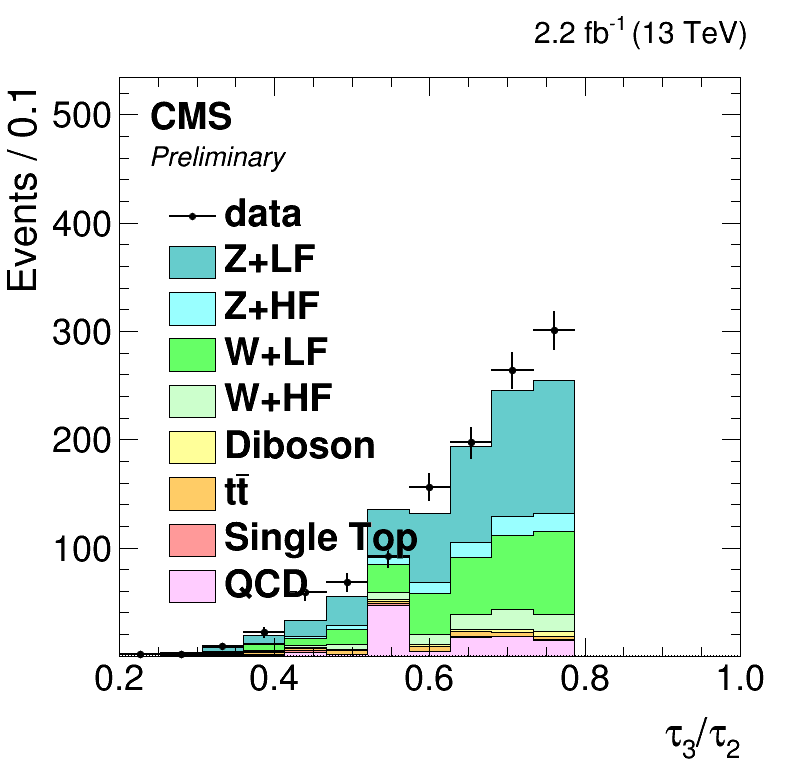 2.2 fb⁻¹ (13 TeV)
Events / 0.1
CMS
Preliminary
data
Z+LF
Z+HF
W+LF
W+HF
Diboson
tt̄
Single Top
QCD
500
400
300
200
100
0.2 0.4 0.6 0.8 1.0
τ₃/τ₂